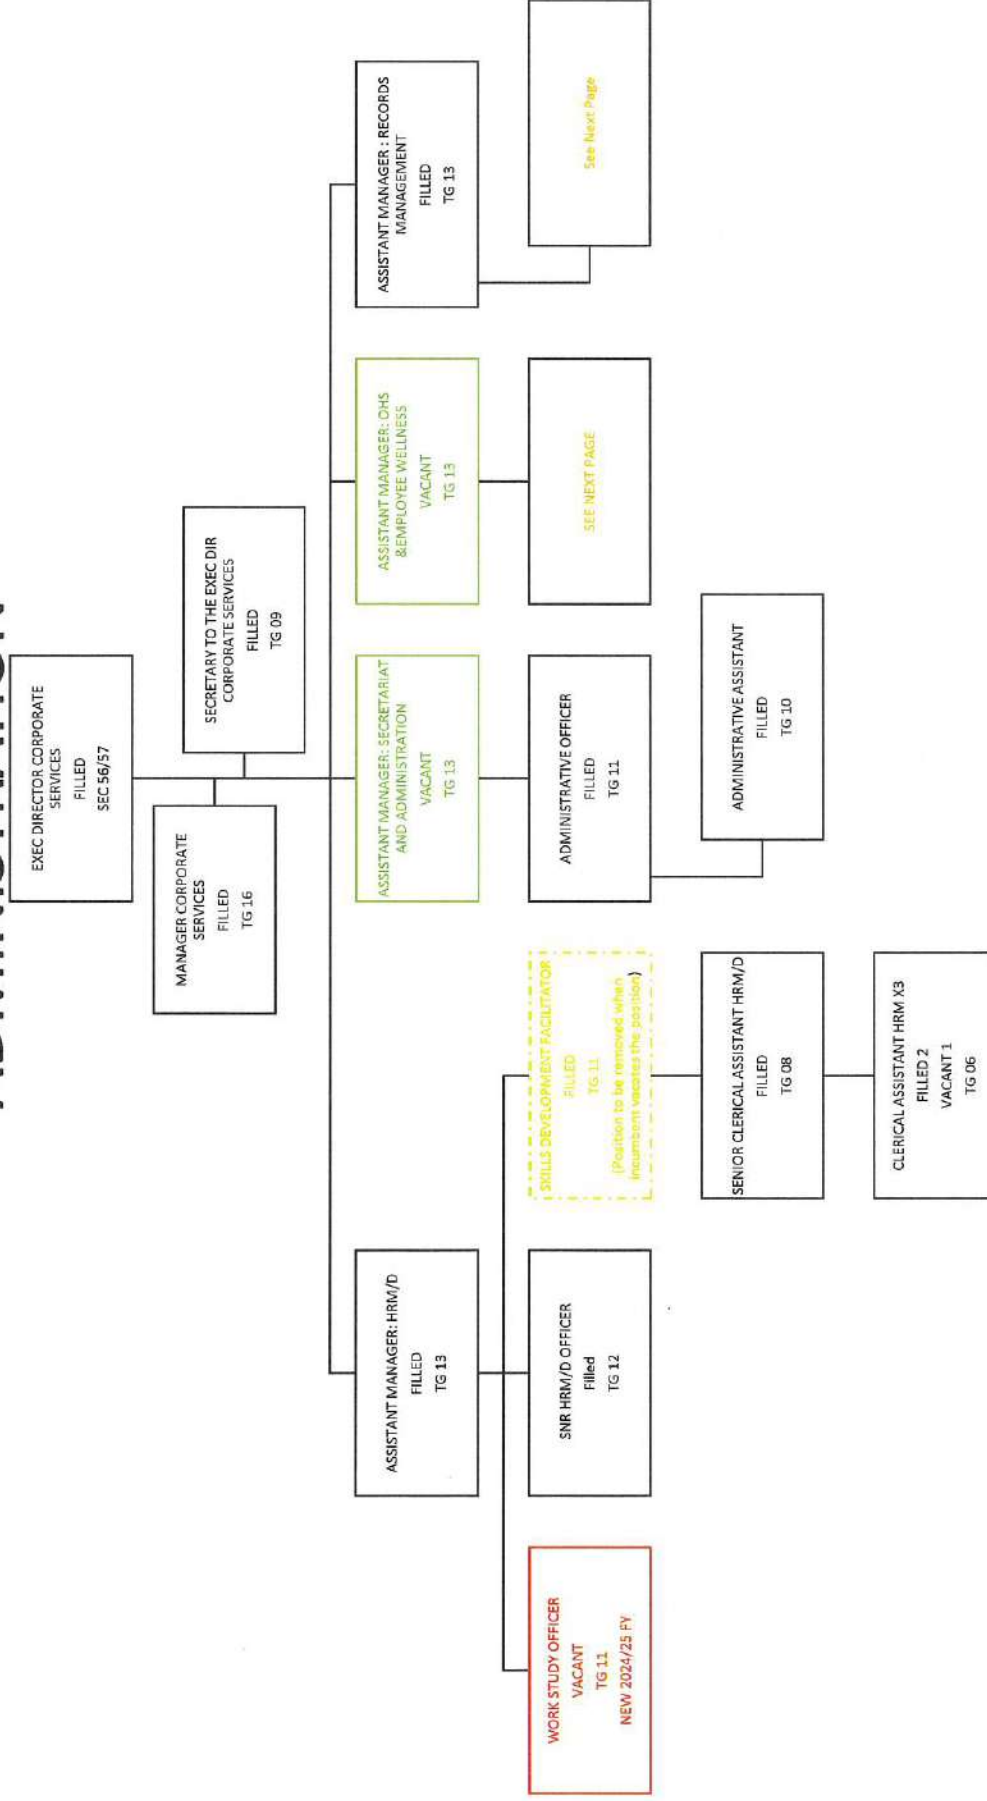 EXEC DIRECTOR CORPORATE
SERVICES
FILLED
SEC 56/57
MANAGER CORPORATE
SERVICES
FILLED
TG 16
SECRETARY TO THE EXEC DIR
CORPORATE SERVICES
FILLED
TG 09
ASSISTANT MANAGER: HRM/D
FILLED
TG 13
ASSISTANT MANAGER: SECRETARIAT
AND ADMINISTRATION
VACANT
TG 13
ASSISTANT MANAGER: OHS
&EMPLOYEE WELLNESS
VACANT
TG 13
ASSISTANT MANAGER : RECORDS
MANAGEMENT
FILLED
TG 13
WORK STUDY OFFICER
VACANT
TG 11
NEW 2024/25 FY
SNR HRM/D OFFICER
Filled
TG 12
SKILLS DEVELOPMENT FACILITATOR
FILLED
TG 11
(Position to be removed when
incumbent vacates the position)
ADMINISTRATIVE OFFICER
FILLED
TG 11
SEE NEXT PAGE
See Next Page
SENIOR CLERICAL ASSISTANT HRM/D
FILLED
TG 08
ADMINISTRATIVE ASSISTANT
FILLED
TG 10
CLERICAL ASSISTANT HRM X3
FILLED 2
VACANT 1
TG 06